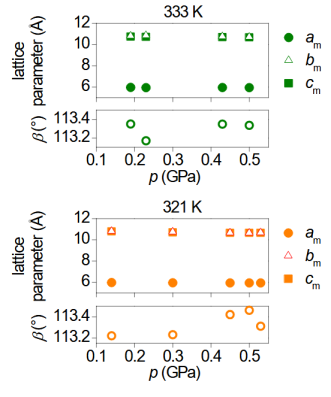 333 K
lattice
parameter (Å)
12
10
8
6
a_m
b_m
c_m
β (°)
113.4
113.2
0.1 0.2 0.3 0.4 0.5
p (GPa)
321 K
lattice
parameter (Å)
12
10
8
6
a_m
b_m
c_m
β (°)
113.4
113.2
0.1 0.2 0.3 0.4 0.5
p (GPa)